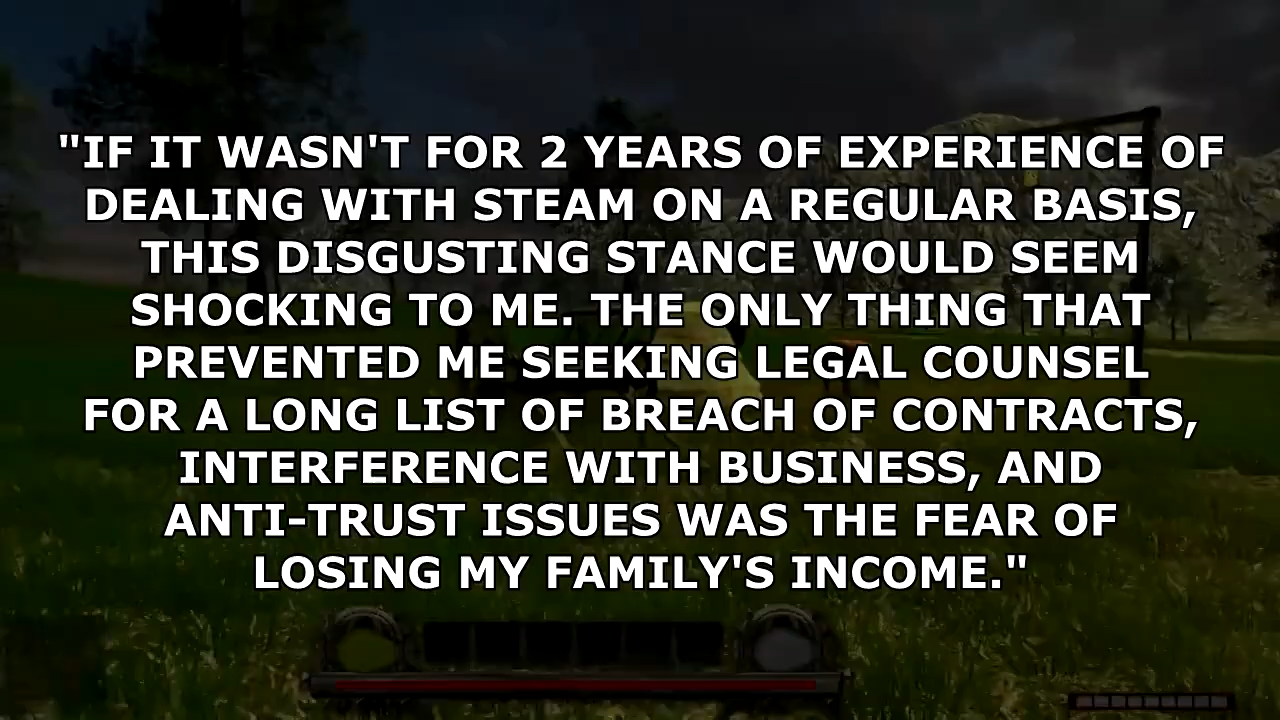 "IF IT WASN'T FOR 2 YEARS OF EXPERIENCE OF
DEALING WITH STEAM ON A REGULAR BASIS,
THIS DISGUSTING STANCE WOULD SEEM
SHOCKING TO ME. THE ONLY THING THAT
PREVENTED ME SEEKING LEGAL COUNSEL
FOR A LONG LIST OF BREACH OF CONTRACTS,
INTERFERENCE WITH BUSINESS, AND
ANTI-TRUST ISSUES WAS THE FEAR OF
LOSING MY FAMILY'S INCOME."